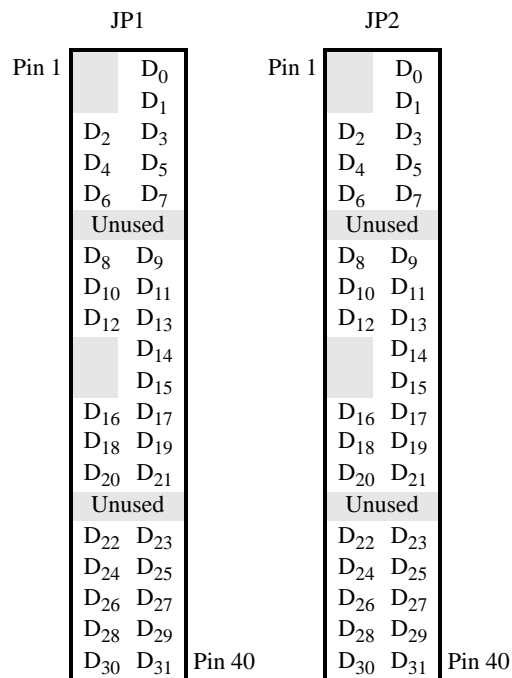 JP1 JP2
Pin 1 D0 Pin 1 D0
D1 D1
D2 D3 D2 D3
D4 D5 D4 D5
D6 D7 D6 D7
Unused Unused
D8 D9 D8 D9
D10 D11 D10 D11
D12 D13 D12 D13
D14 D14
D15 D15
D16 D17 D16 D17
D18 D19 D18 D19
D20 D21 D20 D21
Unused Unused
D22 D23 D22 D23
D24 D25 D24 D25
D26 D27 D26 D27
D28 D29 D28 D29
D30 D31 Pin 40 D30 D31 Pin 40